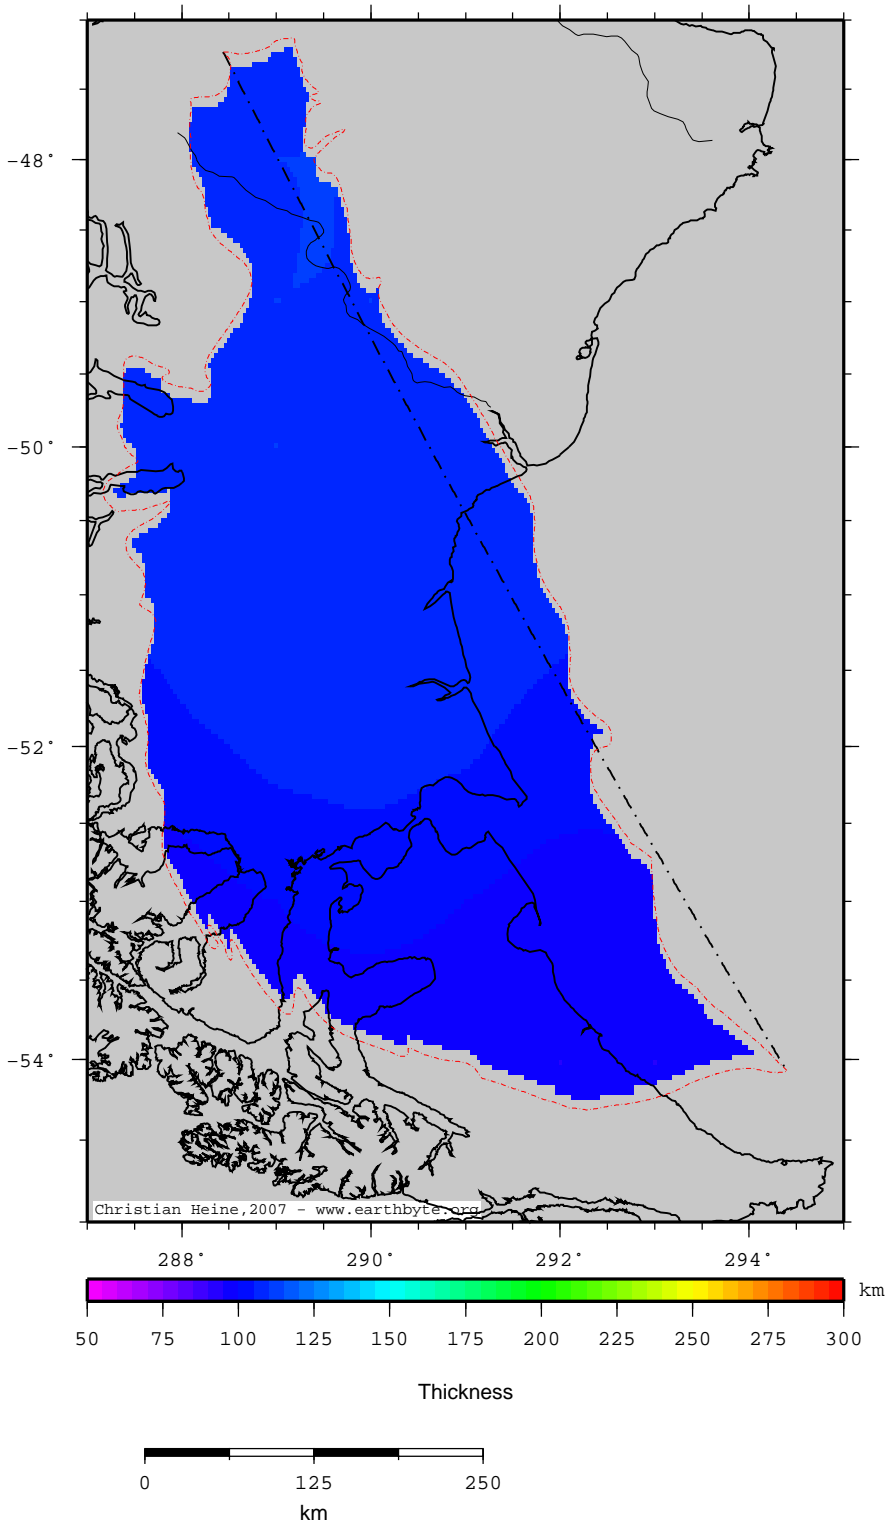 −48°
−50°
−52°
−54°
Christian Heine,2007 − www.earthbyte.org
288° 290° 292° 294°
km
50 75 100 125 150 175 200 225 250 275 300
Thickness
0 125 250
km